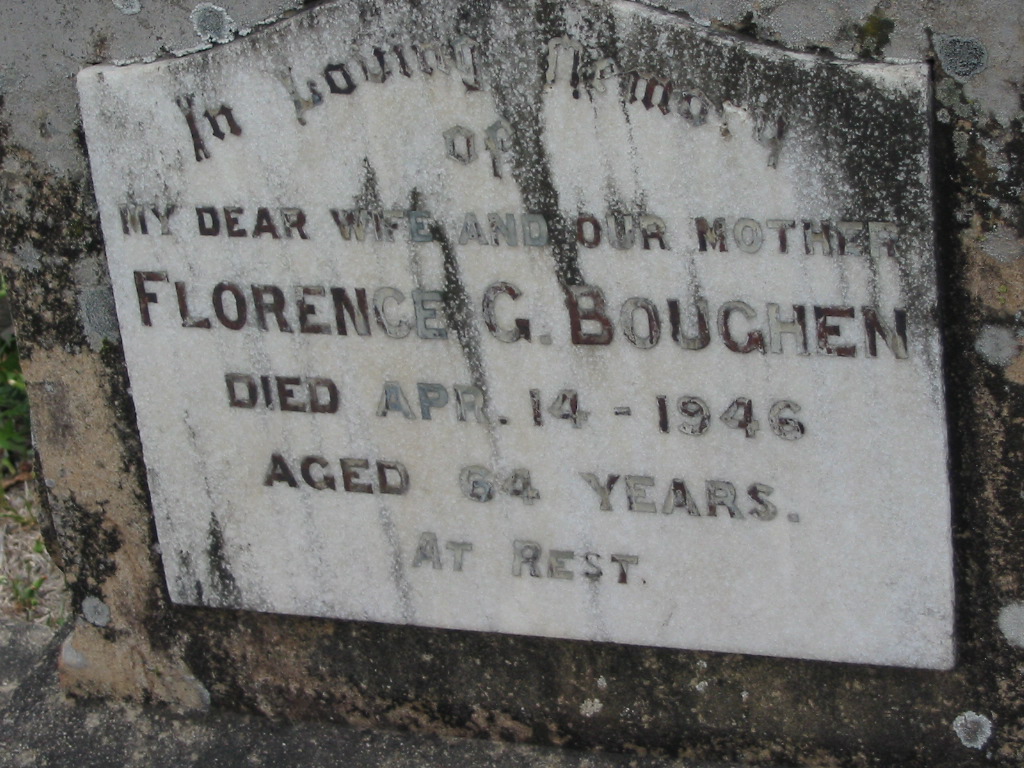 In Loving Memory
of
MY DEAR WIFE AND OUR MOTHER
FLORENCE G. BOUGHEN
DIED APR. 14 - 1946
AGED 64 YEARS.
AT REST.